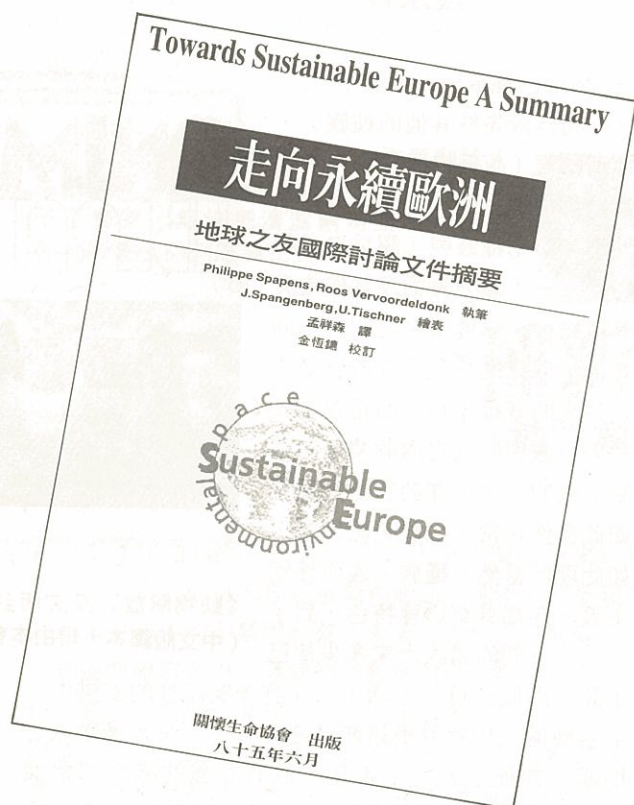 Towards Sustainable Europe A Summary
走向永續歐洲
地球之友國際討論文件摘要
Philippe Spapens, Roos Vervoordeldonk 執筆
J.Spangenberg, U.Tischner 繪表
孟祥森 譯
金恆鑣 校訂
Environmental Space
Sustainable
Europe
關懷生命協會 出版
八十五年六月